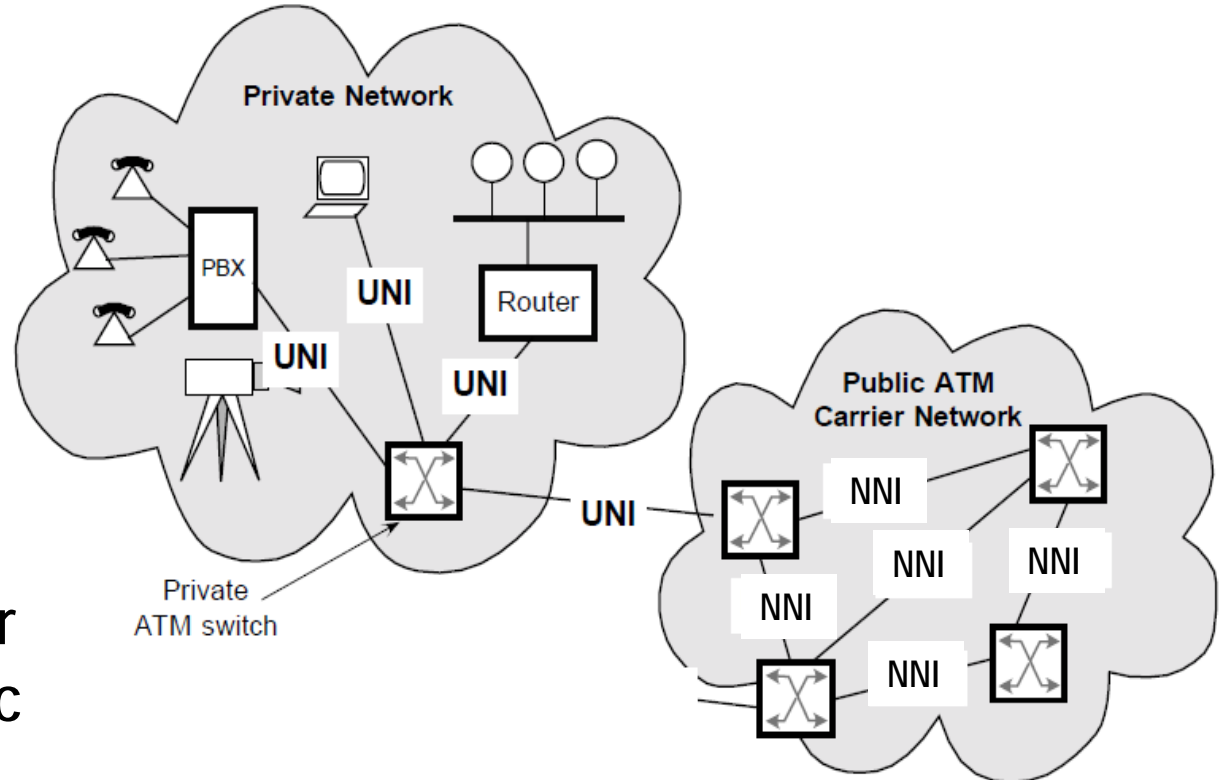 Private Network
PBX
UNI
UNI
Router
UNI
Private
ATM switch
UNI
Public ATM
Carrier Network
NNI
NNI
NNI
NNI
NNI
r
c